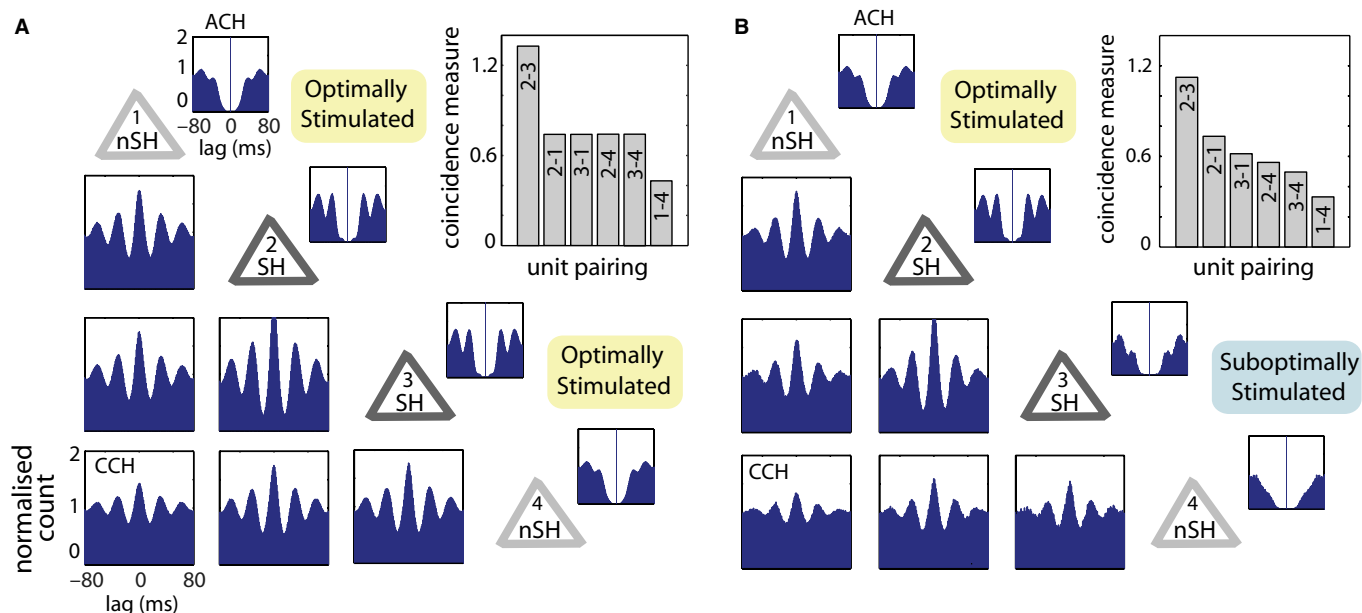 A
ACH
2
1
0
−80 0 80
lag (ms)
Optimally
Stimulated
1
nSH
2
SH
3
SH
4
nSH
Optimally
Stimulated
coincidence measure
1.2
0.6
0
2-3
2-1
3-1
2-4
3-4
1-4
unit pairing
normalised
count
2
1
0
CCH
−80 0 80
lag (ms)
B
ACH
Optimally
Stimulated
1
nSH
2
SH
3
SH
4
nSH
Suboptimally
Stimulated
coincidence measure
1.2
0.6
0
2-3
2-1
3-1
2-4
3-4
1-4
unit pairing
CCH